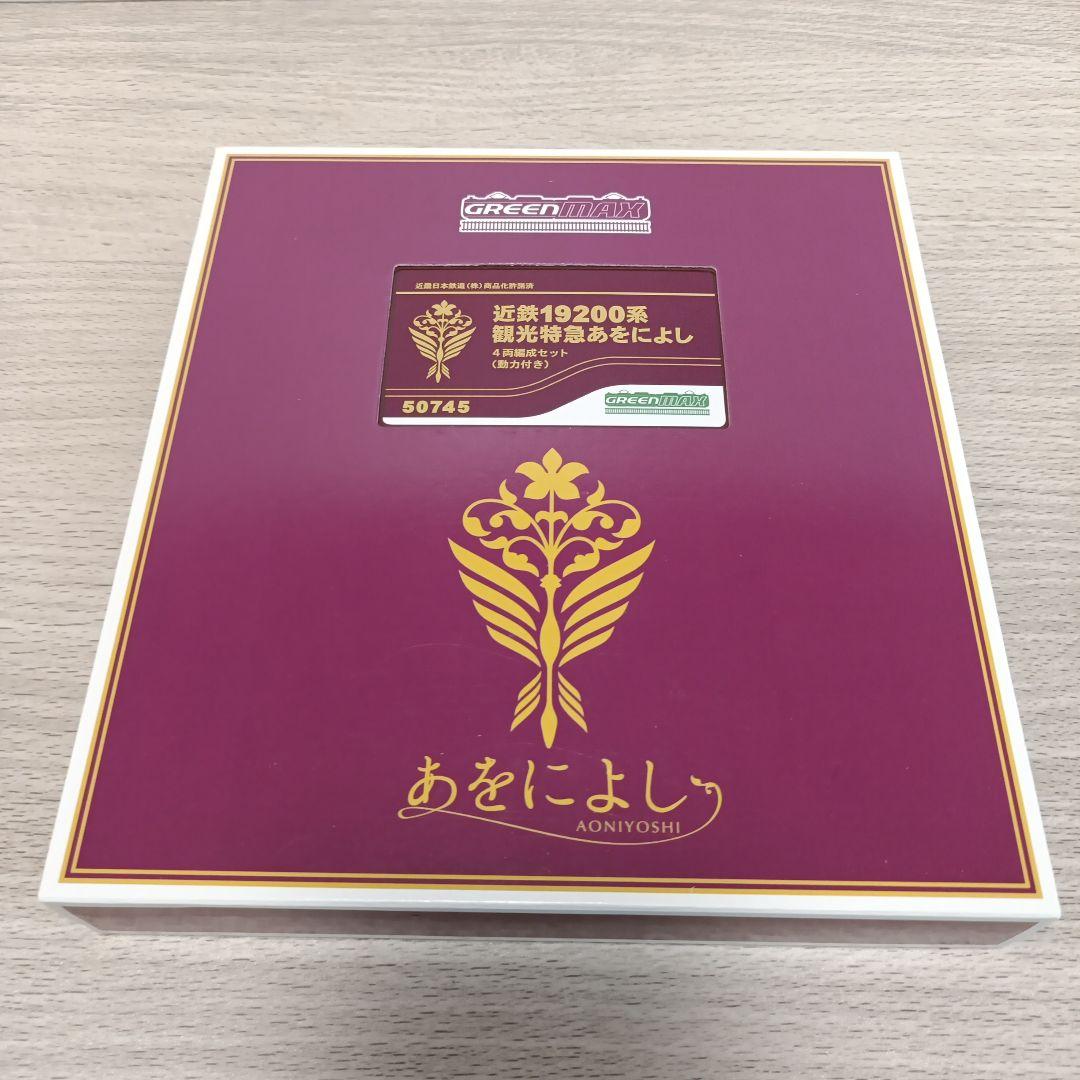 GREENMAX
近畿日本鉄道(株)商品化許諾済
近鉄19200系
観光特急あをによし
4両編成セット
(動力付き)
50745
GREENMAX
あをによし
AONIYOSHI